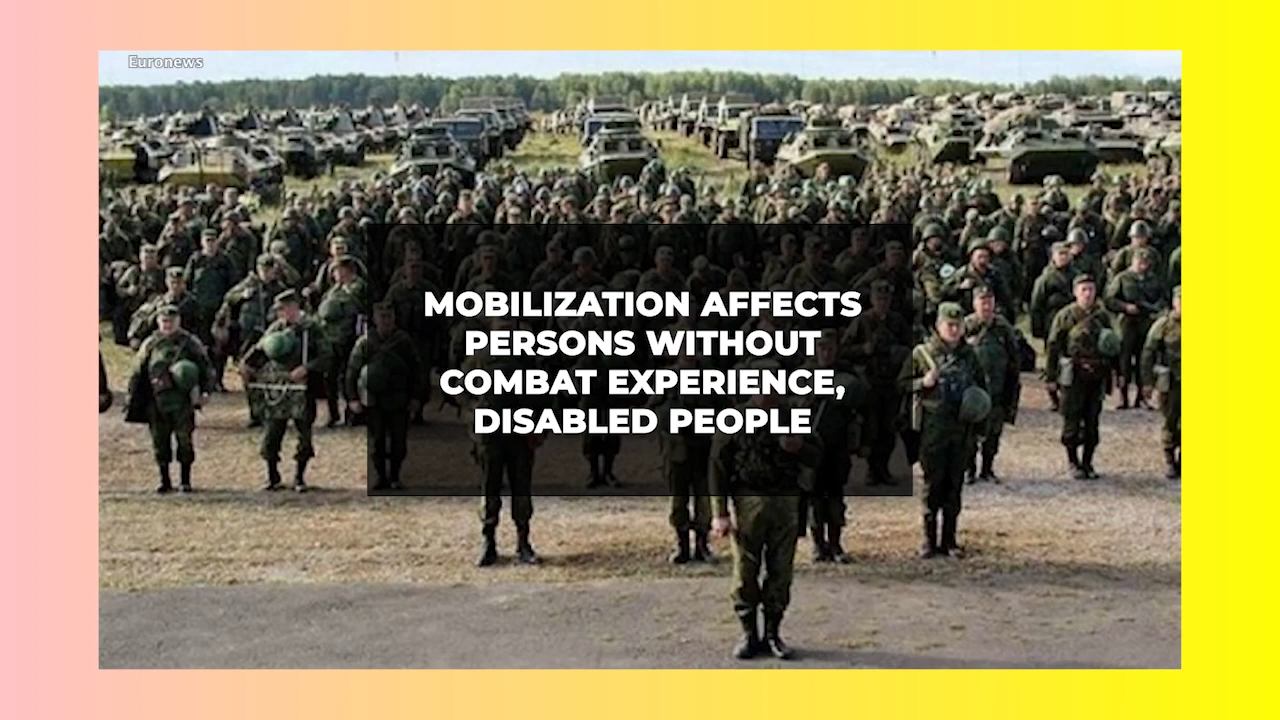 Euronews
MOBILIZATION AFFECTS
PERSONS WITHOUT
COMBAT EXPERIENCE,
DISABLED PEOPLE